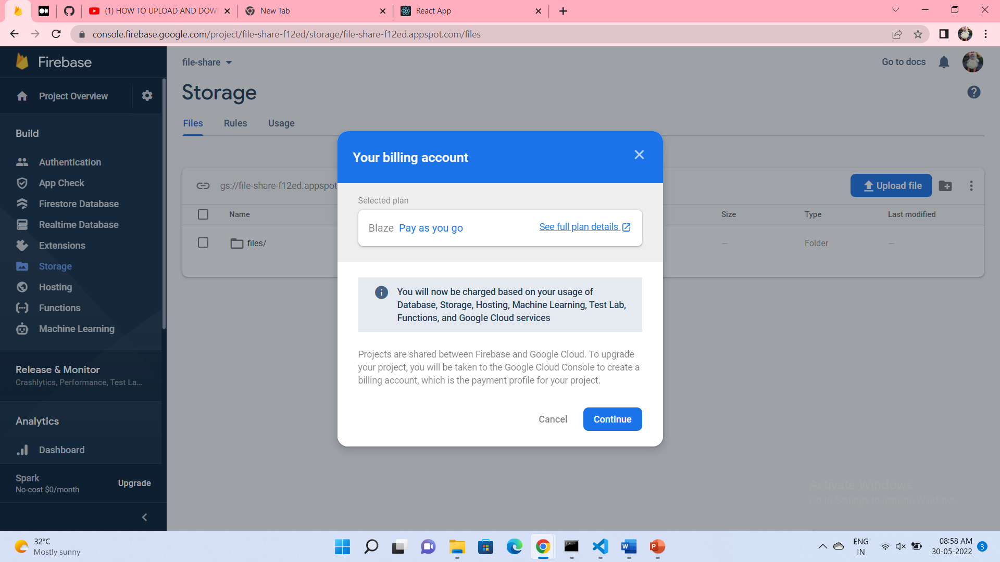 (1) HOW TO UPLOAD AND DOW
New Tab
React App
console.firebase.google.com/project/file-share-f12ed/storage/file-share-f12ed.appspot.com/files
Firebase
file-share
Go to docs
Project Overview
Storage
Files Rules Usage
Build
Authentication
App Check
Firestore Database
Realtime Database
Extensions
Storage
Hosting
Functions
Machine Learning
Release & Monitor
Crashlytics, Performance, Test La...
Analytics
Dashboard
Spark
No-cost $0/month
Upgrade
gs://file-share-f12ed.appspot
Upload file
Name Size Type Last modified
files/ — Folder —
Your billing account
Selected plan
Blaze Pay as you go See full plan details
You will now be charged based on your usage of
Database, Storage, Hosting, Machine Learning, Test Lab,
Functions, and Google Cloud services
Projects are shared between Firebase and Google Cloud. To upgrade
your project, you will be taken to the Google Cloud Console to create a
billing account, which is the payment profile for your project.
Cancel Continue
Activate Windows
Go to Settings to activate Windows.
32°C
Mostly sunny
ENG
IN
08:58 AM
30-05-2022
3